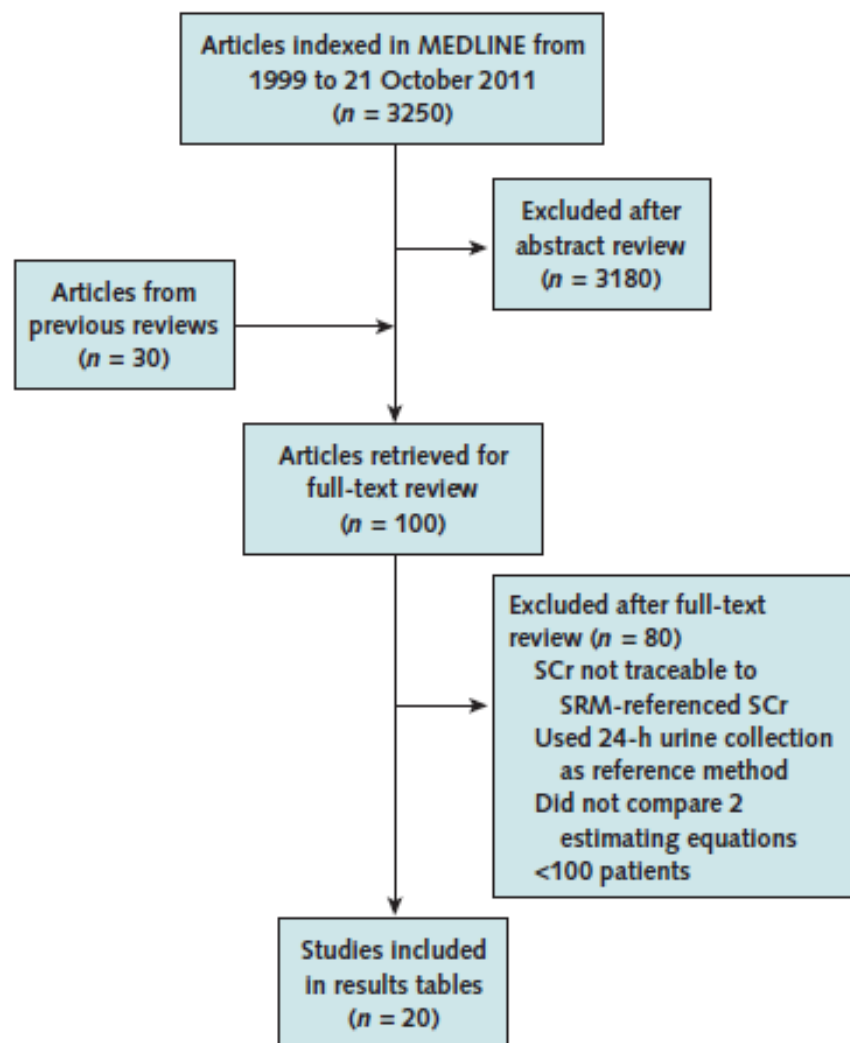 Articles indexed in MEDLINE from
1999 to 21 October 2011
(n = 3250)
Excluded after
abstract review
(n = 3180)
Articles from
previous reviews
(n = 30)
Articles retrieved for
full-text review
(n = 100)
Excluded after full-text
review (n = 80)
SCr not traceable to
SRM-referenced SCr
Used 24-h urine collection
as reference method
Did not compare 2
estimating equations
<100 patients
Studies included
in results tables
(n = 20)